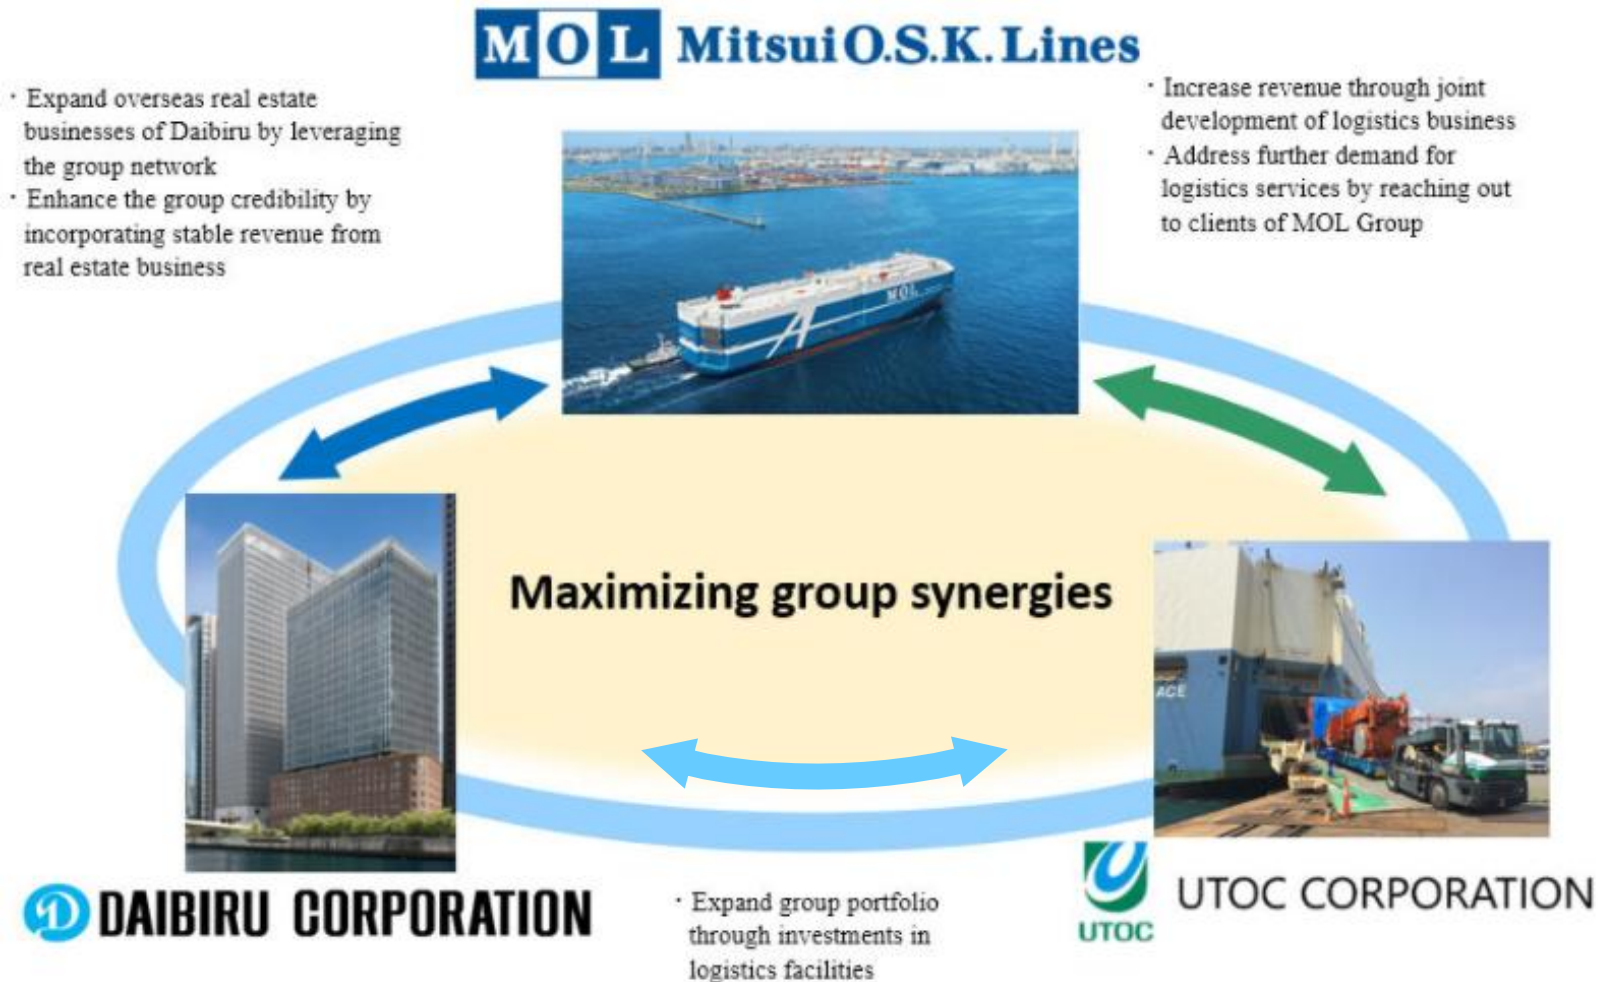 MOL Mitsui O.S.K. Lines
・Expand overseas real estate
businesses of Daibiru by leveraging
the group network
・Enhance the group credibility by
incorporating stable revenue from
real estate business
・Increase revenue through joint
development of logistics business
・Address further demand for
logistics services by reaching out
to clients of MOL Group
MOL
Maximizing group synergies
ACE
DAIBIRU CORPORATION
・Expand group portfolio
through investments in
logistics facilities
UTOC
UTOC CORPORATION